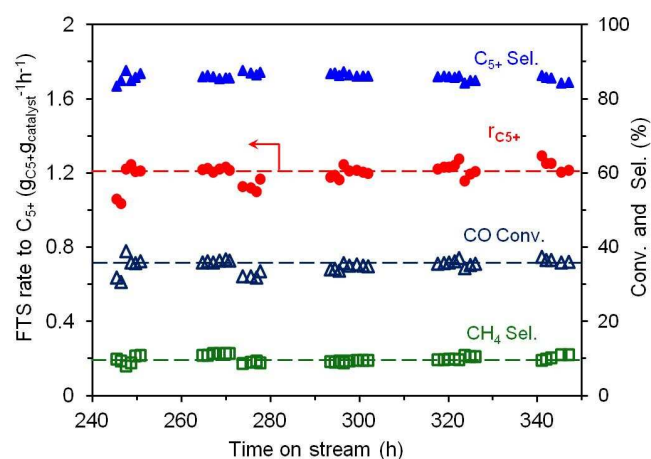 FTS rate to C5+ (gC5+gcatalyst-1h-1)
2
1.6
1.2
0.8
0.4
0
C5+ Sel.
rC5+
CO Conv.
CH4 Sel.
100
80
60
40
20
0
Conv. and Sel. (%)
240 260 280 300 320 340
Time on stream (h)